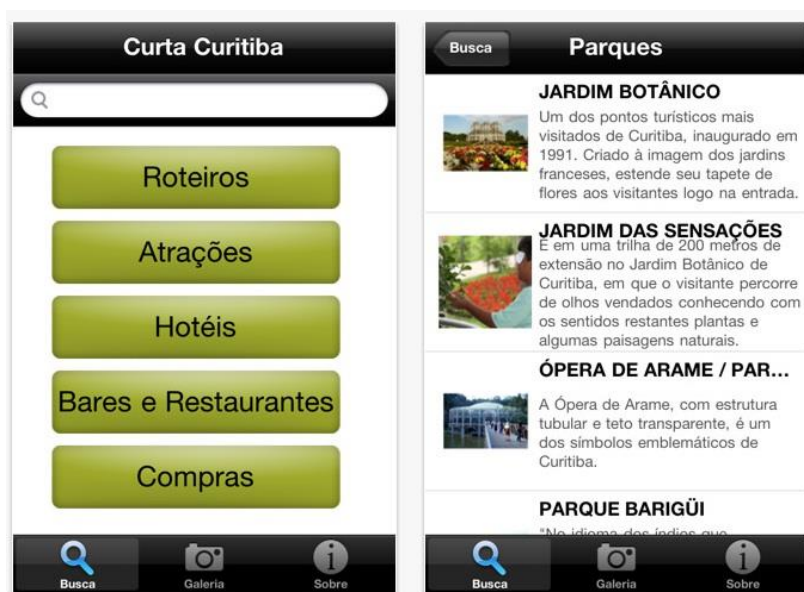 Curta Curitiba
Roteiros
Atrações
Hotéis
Bares e Restaurantes
Compras
Busca
Galeria
Sobre
Busca
Parques
JARDIM BOTÂNICO
Um dos pontos turísticos mais
visitados de Curitiba, inaugurado em
1991. Criado à imagem dos jardins
franceses, estende seu tapete de
flores aos visitantes logo na entrada.
JARDIM DAS SENSAÇÕES
É em uma trilha de 200 metros de
extensão no Jardim Botânico de
Curitiba, em que o visitante percorre
de olhos vendados conhecendo com
os sentidos restantes plantas e
algumas paisagens naturais.
ÓPERA DE ARAME / PAR...
A Ópera de Arame, com estrutura
tubular e teto transparente, é um
dos símbolos emblemáticos de
Curitiba.
PARQUE BARIGÜI
"No idioma dos índios que
Busca
Galeria
Sobre